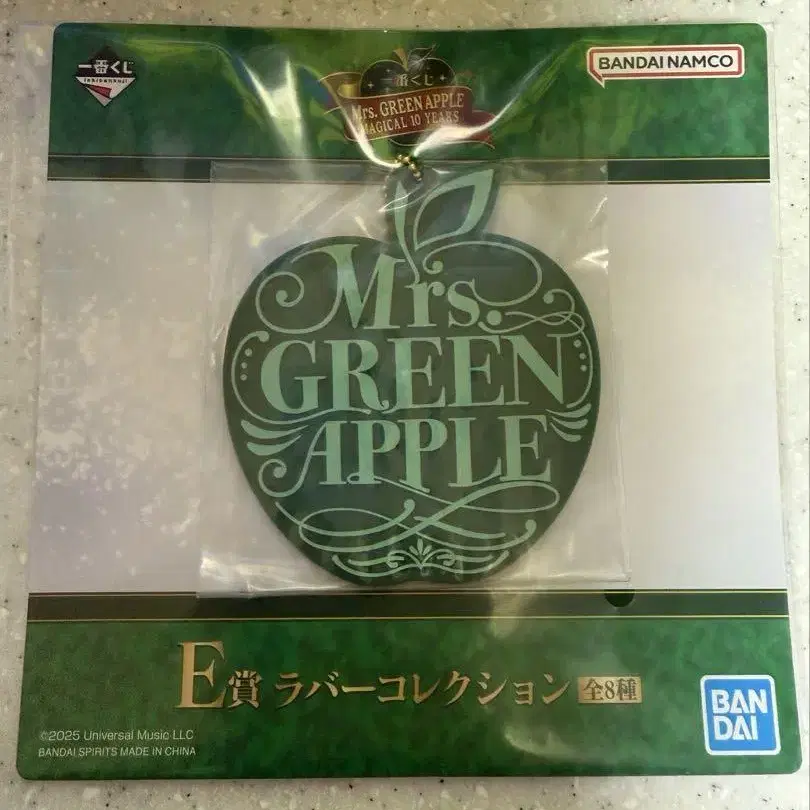 一番くじ
ichibankuji
一番くじ
Mrs. GREEN APPLE
MAGICAL 10 YEARS
BANDAI NAMCO
Mrs.
GREEN
APPLE
E賞 ラバーコレクション 全8種
©2025 Universal Music LLC
BANDAI SPIRITS MADE IN CHINA
BAN
DAI